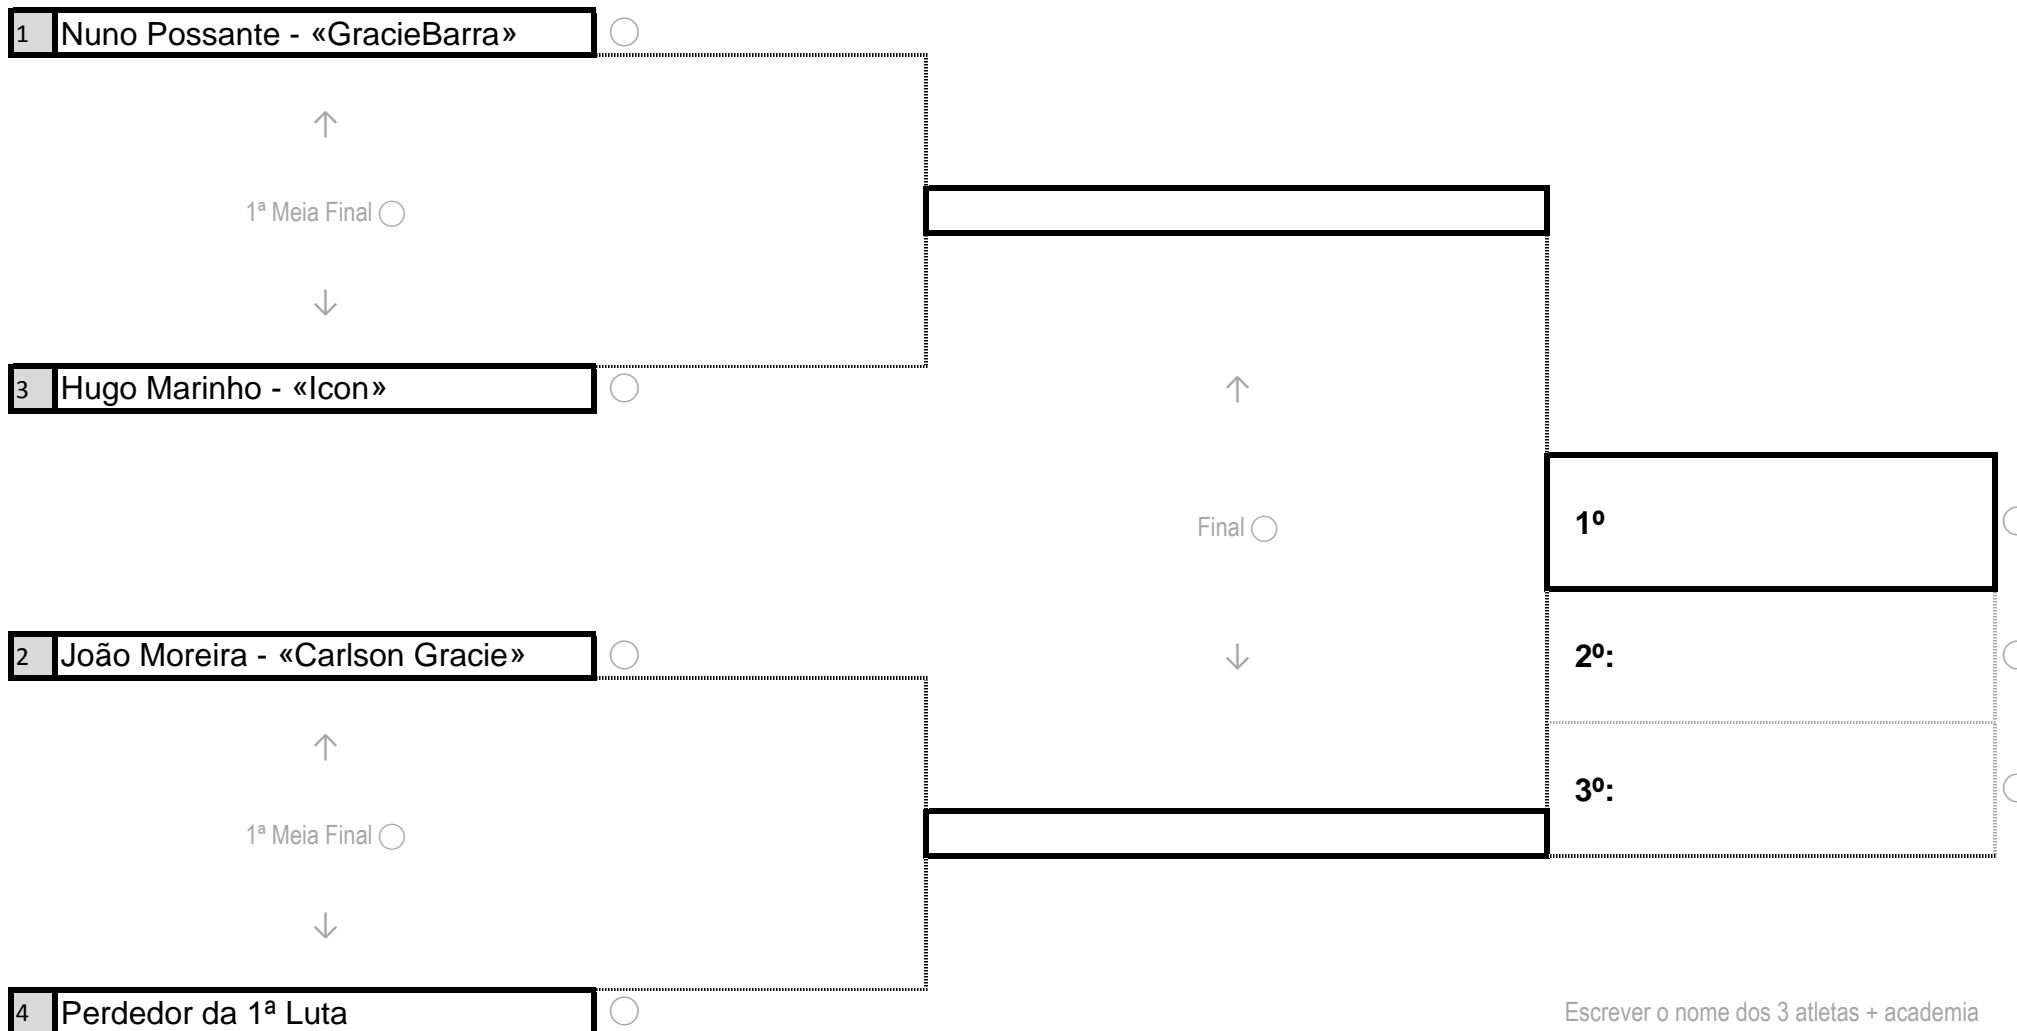 1 Nuno Possante - «GracieBarra»
1ª Meia Final
3 Hugo Marinho - «Icon»
Final
1º
2 João Moreira - «Carlson Gracie»
2º:
3º:
1ª Meia Final
4 Perdedor da 1ª Luta
Escrever o nome dos 3 atletas + academia